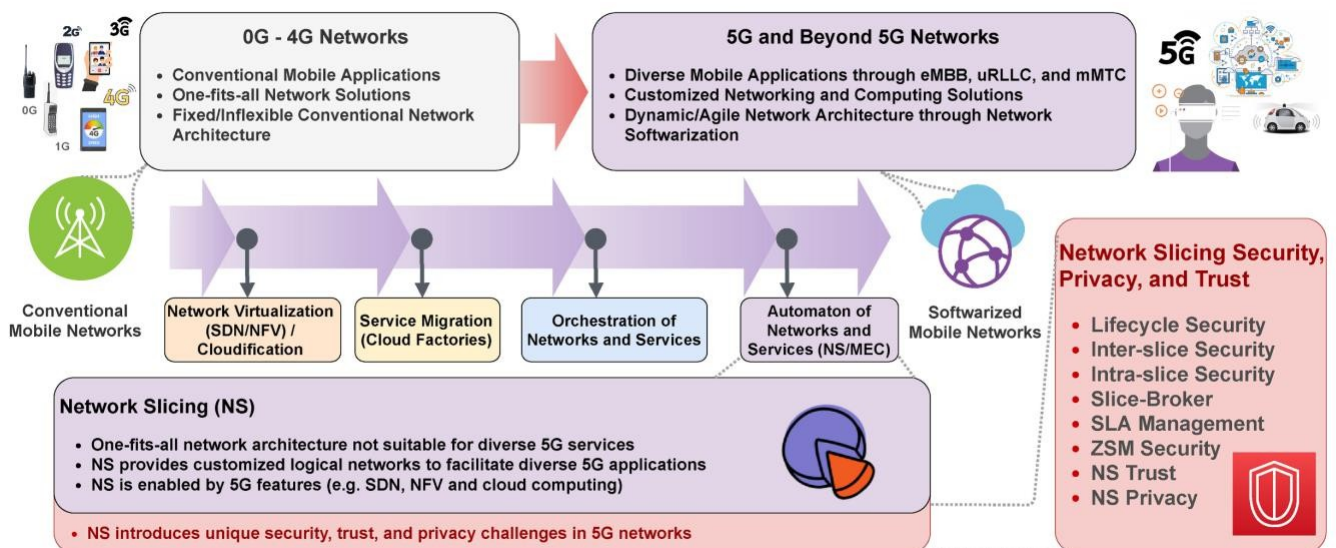 0G
1G
2G
3G
4G
4G
0G - 4G Networks
• Conventional Mobile Applications
• One-fits-all Network Solutions
• Fixed/Inflexible Conventional Network
Architecture
5G and Beyond 5G Networks
• Diverse Mobile Applications through eMBB, uRLLC, and mMTC
• Customized Networking and Computing Solutions
• Dynamic/Agile Network Architecture through Network
Softwarization
5G
Conventional
Mobile Networks
Network Virtualization
(SDN/NFV) /
Cloudification
Service Migration
(Cloud Factories)
Orchestration of
Networks and Services
Automaton of
Networks and
Services (NS/MEC)
Softwarized
Mobile Networks
Network Slicing (NS)
• One-fits-all network architecture not suitable for diverse 5G services
• NS provides customized logical networks to facilitate diverse 5G applications
• NS is enabled by 5G features (e.g. SDN, NFV and cloud computing)
• NS introduces unique security, trust, and privacy challenges in 5G networks
Network Slicing Security,
Privacy, and Trust
• Lifecycle Security
• Inter-slice Security
• Intra-slice Security
• Slice-Broker
• SLA Management
• ZSM Security
• NS Trust
• NS Privacy